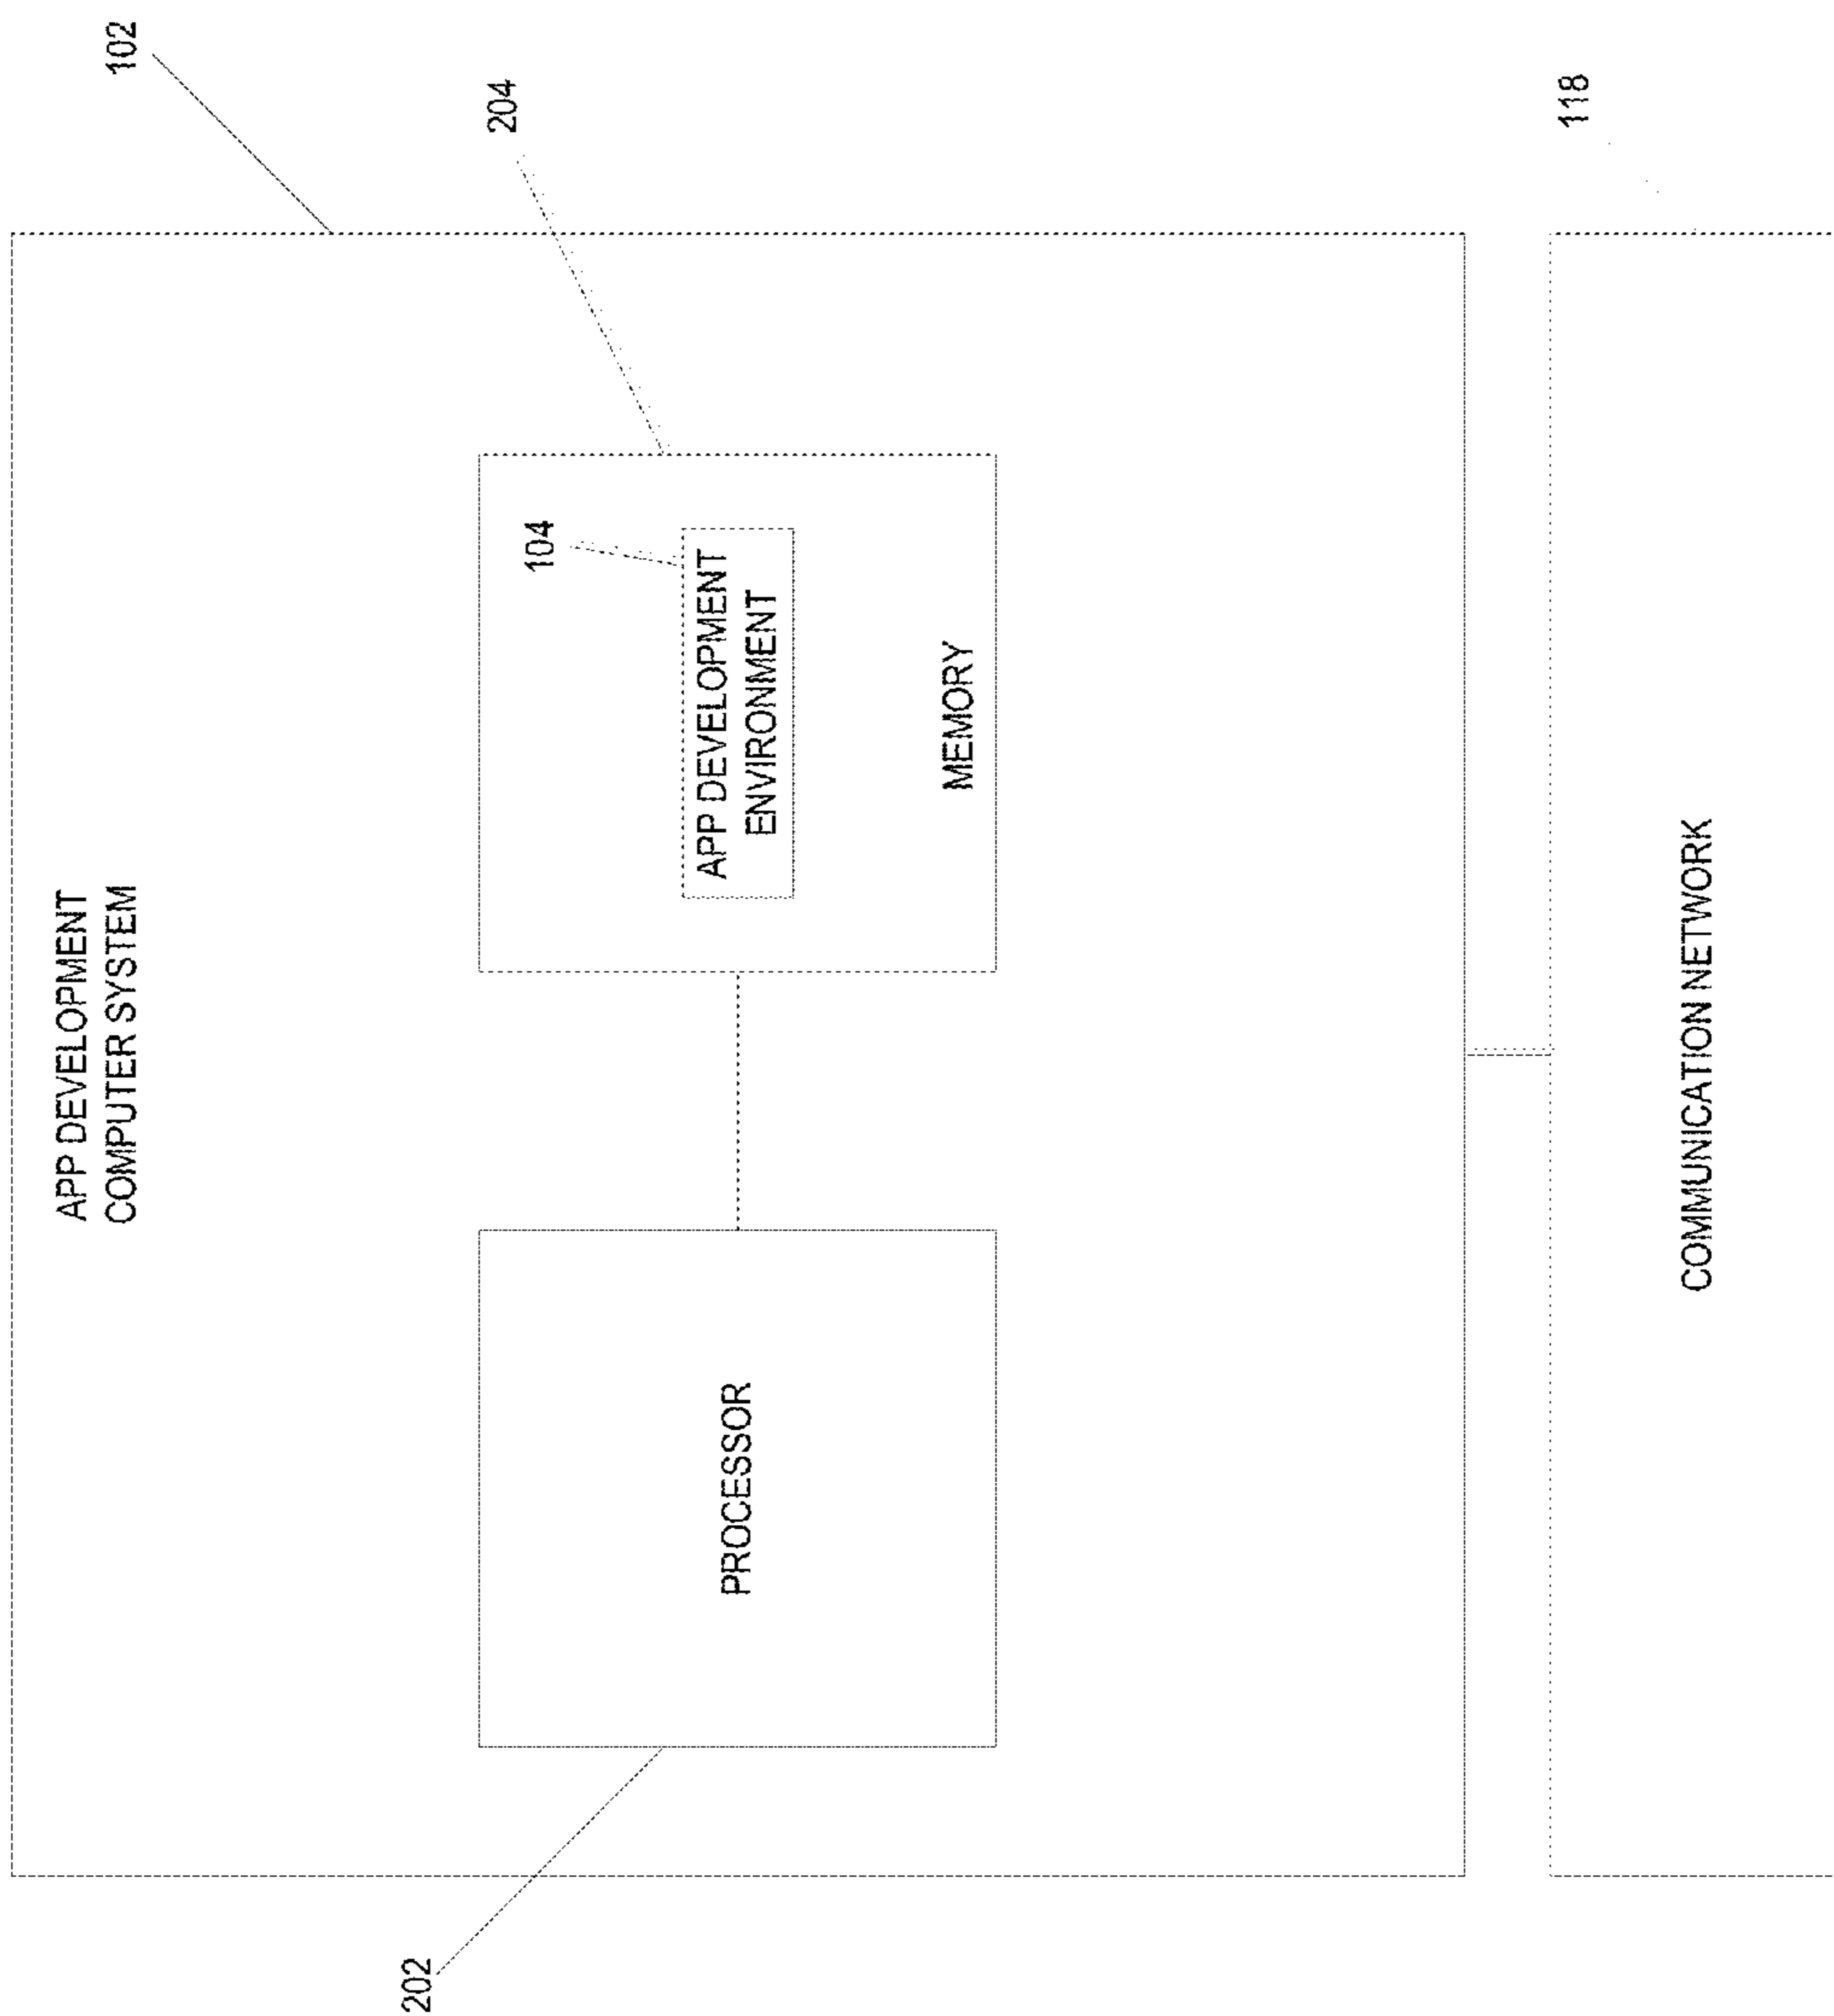 APP DEVELOPMENT
COMPUTER SYSTEM
102
204
202
PROCESSOR
104
APP DEVELOPMENT
ENVIRONMENT
MEMORY
118
COMMUNICATION NETWORK